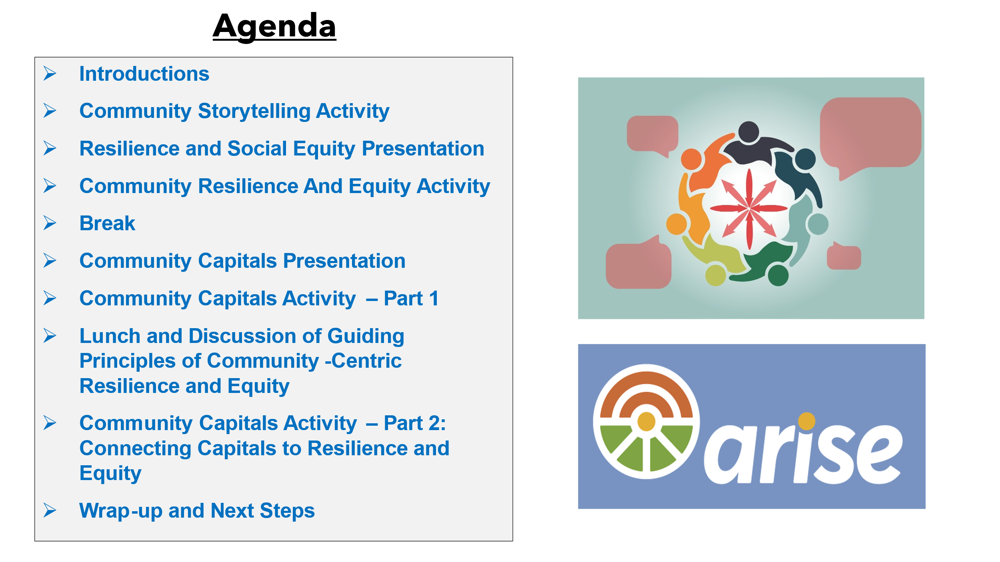 Agenda
Introductions
Community Storytelling Activity
Resilience and Social Equity Presentation
Community Resilience And Equity Activity
Break
Community Capitals Presentation
Community Capitals Activity – Part 1
Lunch and Discussion of Guiding
Principles of Community -Centric
Resilience and Equity
Community Capitals Activity – Part 2:
Connecting Capitals to Resilience and
Equity
Wrap-up and Next Steps
arise